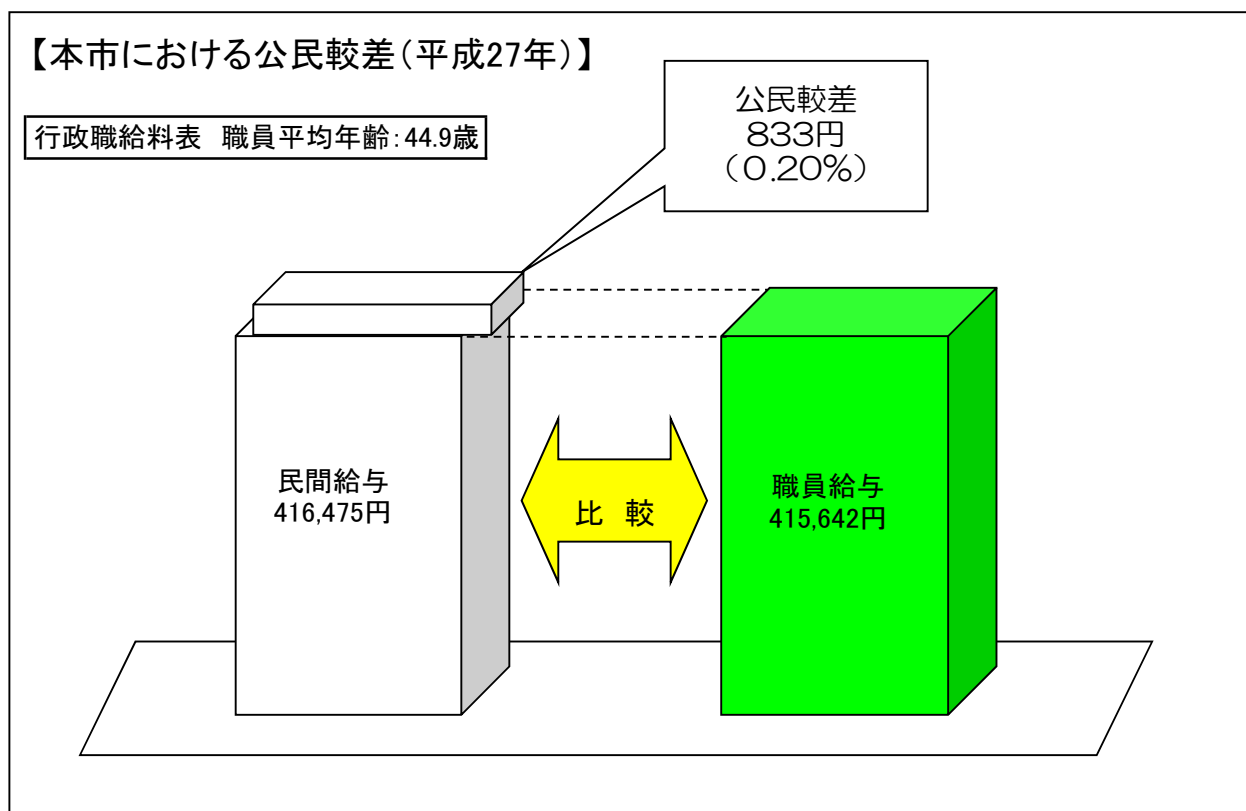 【本市における公民較差（平成27年）】
行政職給料表　職員平均年齢：44.9歳
公民較差
833円
（0.20%）
民間給与
416,475円
比　較
職員給与
415,642円